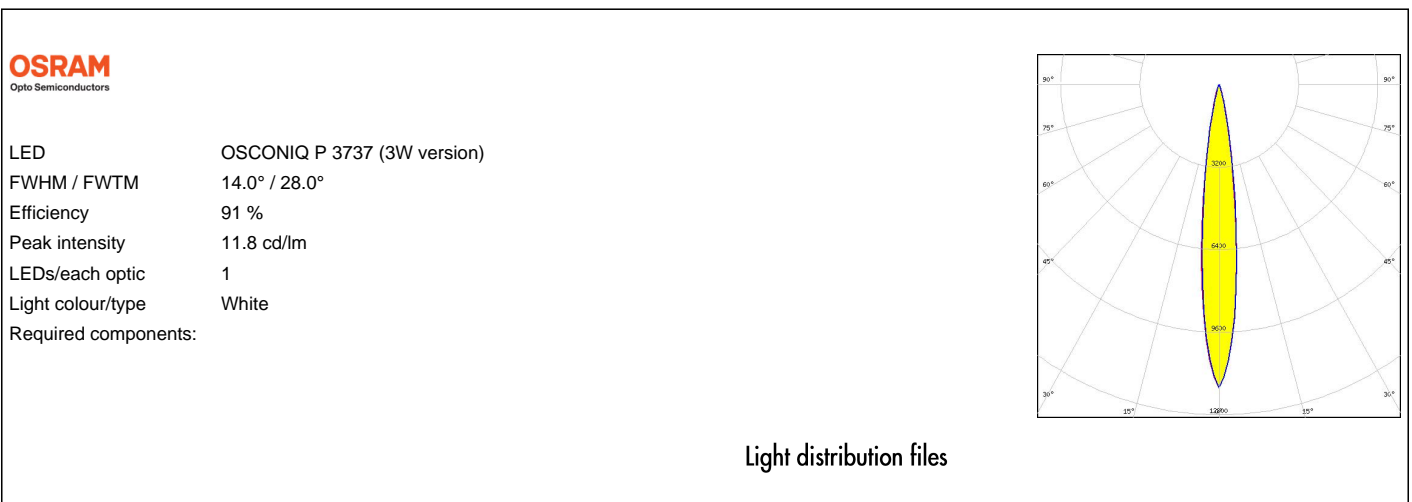 OSRAM
Opto Semiconductors
LED OSCONIQ P 3737 (3W version)
FWHM / FWTM 14.0° / 28.0°
Efficiency 91 %
Peak intensity 11.8 cd/lm
LEDs/each optic 1
Light colour/type White
Required components:
90° 90°
75° 75°
3200
60° 60°
6400
45° 45°
9600
30° 30°
15° 12800 15°
Light distribution files